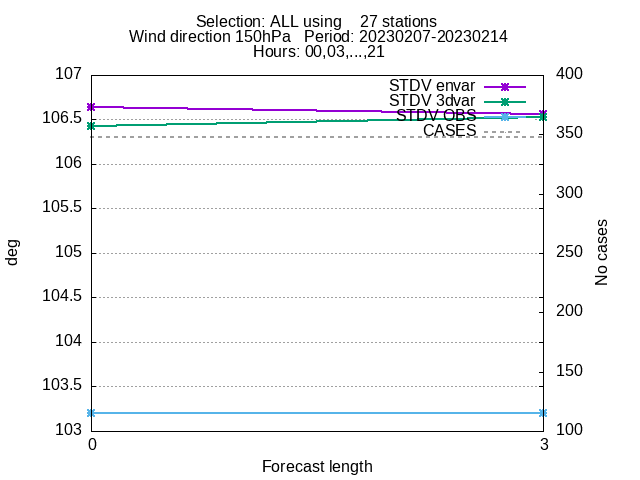 Selection: ALL using    27 stations
Wind direction 150hPa   Period: 20230207-20230214
Hours: 00,03,...,21
107
106.5
106
105.5
105
104.5
104
103.5
103
400
350
300
250
200
150
100
STDV envar
STDV 3dvar
STDV OBS
CASES
deg
No cases
0
3
Forecast length